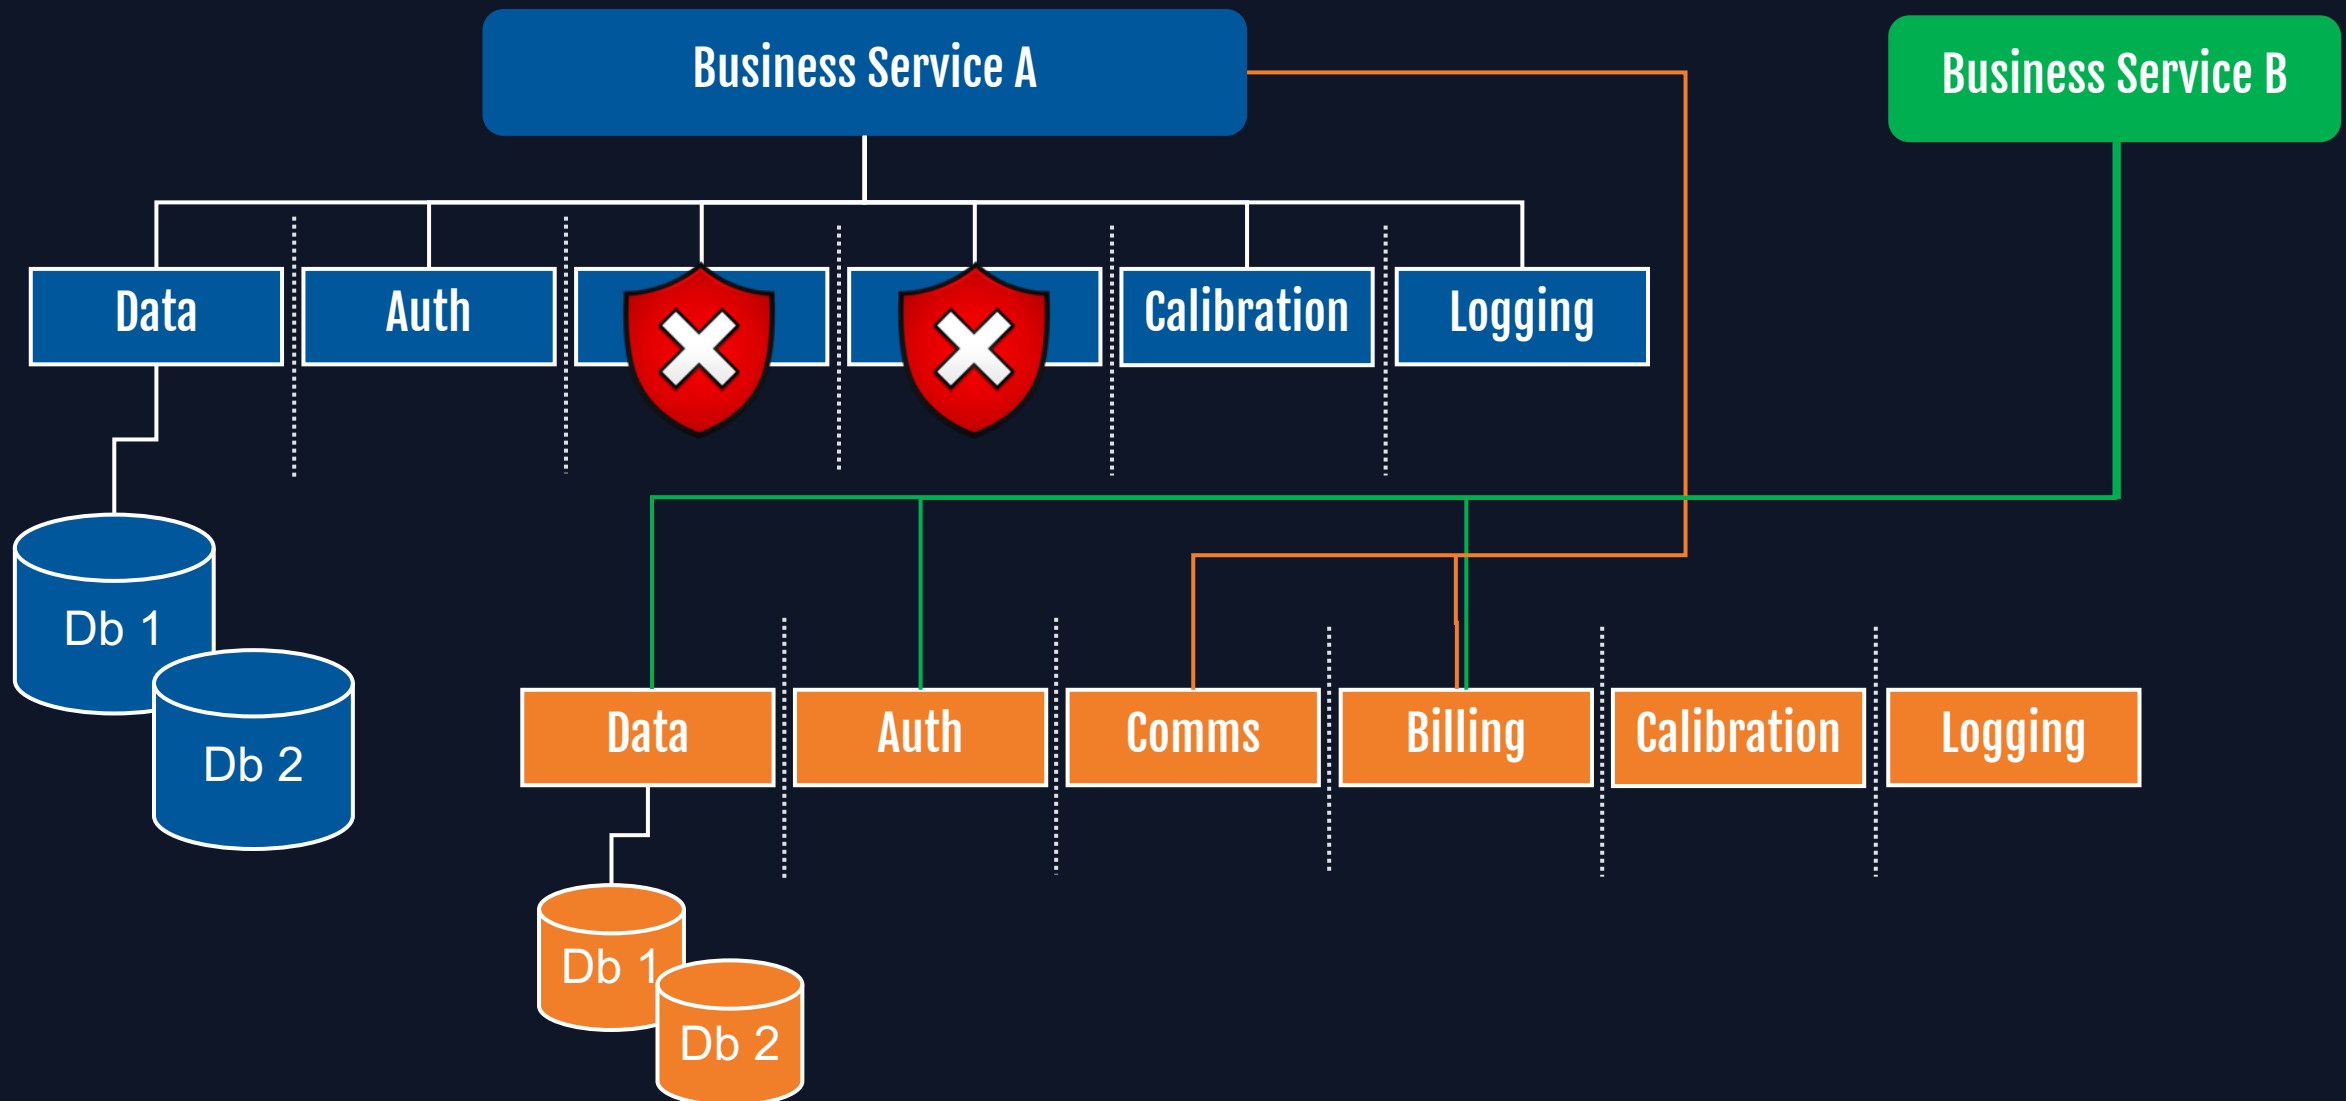 Business Service A
Business Service B
Data
Auth
Calibration
Logging
Db 1
Db 2
Data
Auth
Comms
Billing
Calibration
Logging
Db 1
Db 2